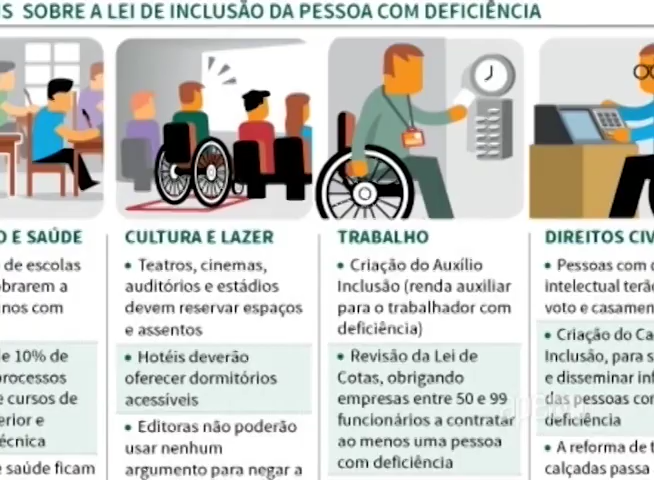 S SOBRE A LEI DE INCLUSÃO DA PESSOA COM DEFICIÊNCIA
O E SAÚDE
de escolas
obrarem a
nos com
e 10% de
processos
e cursos de
erior e
técnica
e saúde ficam
CULTURA E LAZER
• Teatros, cinemas,
auditórios e estádios
devem reservar espaços
e assentos
• Hotéis deverão
oferecer dormitórios
acessíveis
• Editoras não poderão
usar nenhum
argumento para negar a
TRABALHO
• Criação do Auxílio
Inclusão (renda auxiliar
para o trabalhador com
deficiência)
• Revisão da Lei de
Cotas, obrigando
empresas entre 50 e 99
funcionários a contratar
ao menos uma pessoa
com deficiência
DIREITOS CIV
• Pessoas com d
intelectual terão
voto e casamen
• Criação do Ca
Inclusão, para s
e disseminar inf
das pessoas com
deficiência
• A reforma de t
calçadas passa